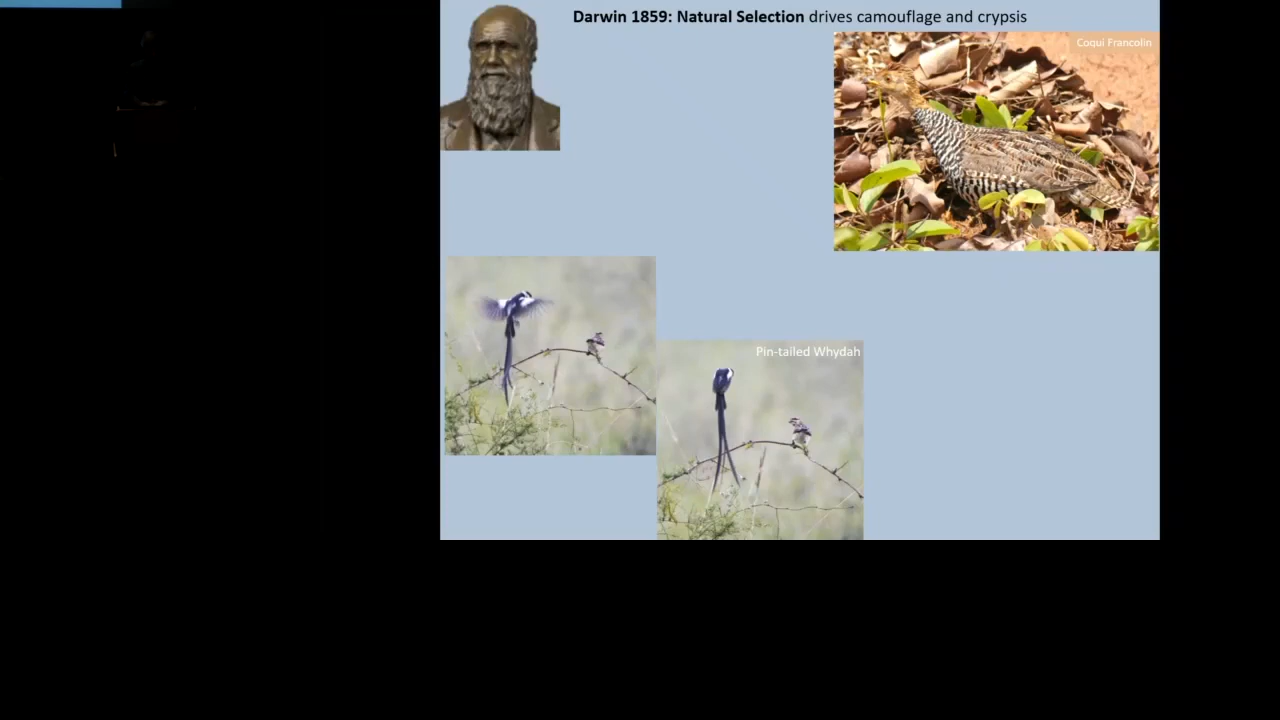 Darwin 1859: Natural Selection drives camouflage and crypsis
Coqui Francolin
Pin-tailed Whydah